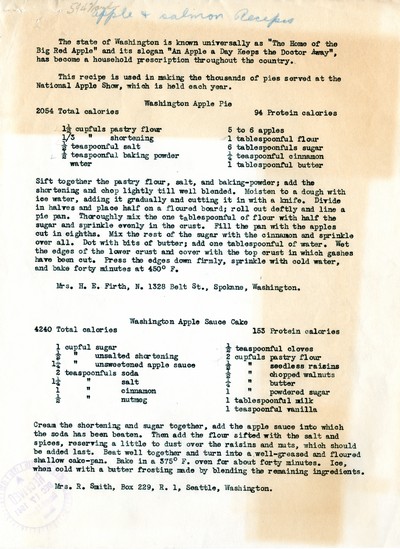 apple & salmon Recipes
The state of Washington is known universally as "The Home of the
Big Red Apple" and its slogan "An Apple a Day Keeps the Doctor Away",
has become a household prescription throughout the country.
This recipe is used in making the thousands of pies served at the
National Apple Show, which is held each year.
Washington Apple Pie
2054 Total calories 94 Protein calories
1½ cupfuls pastry flour 5 to 6 apples
1/3 " shortening 1 tablespoonful flour
½ teaspoonful salt 6 tablespoonfuls sugar
½ teaspoonful baking powder teaspoonful cinnamon
water 1 tablespoonful butter
Sift together the pastry flour, salt, and baking-powder; add the
shortening and chop lightly till well blended. Moisten to a dough with
ice water, adding it gradually and cutting it in with a knife. Divide
in halves and place half on a floured board; roll out deftly and line a
pie pan. Thoroughly mix the one tablespoonful of flour with half the
sugar and sprinkle evenly in the crust. Fill the pan with the apples
cut in eighths. Mix the rest of the sugar with the cinnamon and sprinkle
over all. Dot with bits of butter; add one tablespoonful of water. Wet
the edges of the lower crust and cover with the top crust in which gashes
have been cut. Press the edges down firmly, sprinkle with cold water,
and bake forty minutes at 450° F.
Mrs. H. E. Firth, N. 1328 Belt St., Spokane, Washington.
Washington Apple Sauce Cake
4240 Total calories 153 Protein calories
1 cupful sugar teaspoonful cloves
½ " unsalted shortening 2 cupfuls pastry flour
" unsweetened apple sauce " seedless raisins
2 teaspoonfuls soda " chopped walnuts
" salt " butter
1 " cinnamon 1 " powdered sugar
½ " nutmeg 1 tablespoonful milk
1 teaspoonful vanilla
Cream the shortening and sugar together, add the apple sauce into which
the soda has been beaten. Then add the flour sifted with the salt and
spices, reserving a little to dust over the raisins and nuts, which should
be added last. Beat well together and turn into a well-greased and floured
shallow cake-pan. Bake in a 375° F. oven for about forty minutes. Ice,
when cold with a butter frosting made by blending the remaining ingredients.
Mrs. R. Smith, Box 229, R. 1, Seattle, Washington.